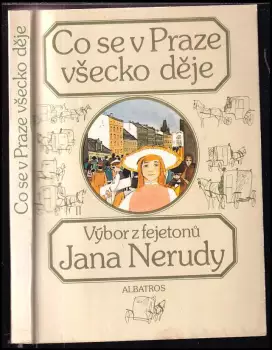 Co se v Praze všecko děje
Co se v Praze
všecko děje
Výbor z fejetonů
Jana Nerudy
ALBATROS